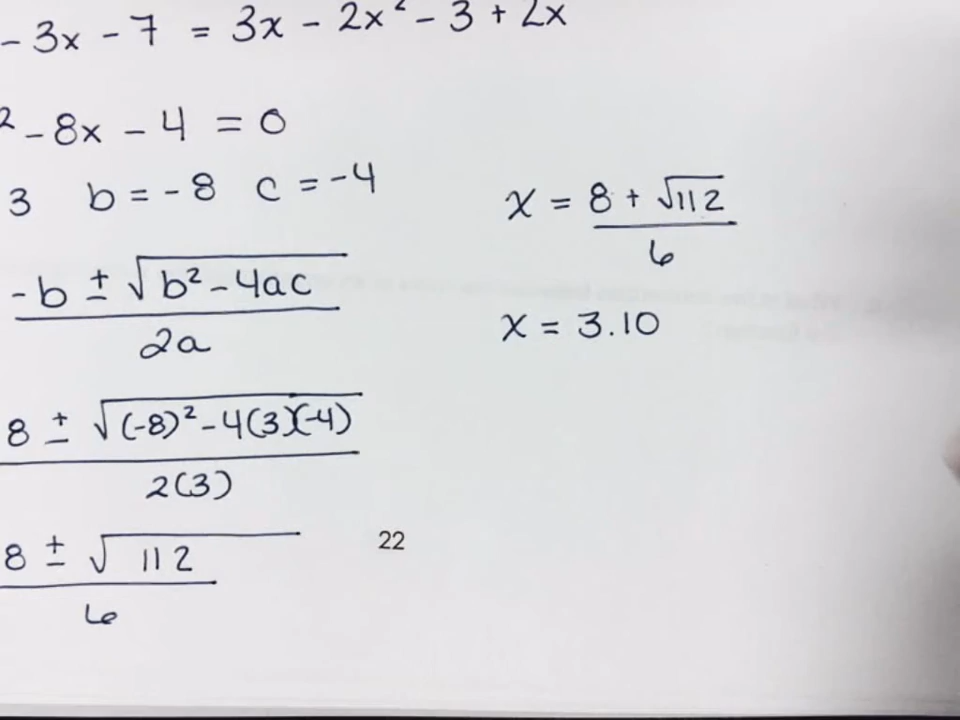 - 3x - 7 = 3x - 2x² - 3 + 2x
² - 8x - 4 = 0
3 b = -8 c = -4
-b ± √b² - 4ac
2a
8 ± √(-8)² - 4(3)(-4)
2(3)
8 ± √112
6
22
x = 8 + √112
6
x = 3.10